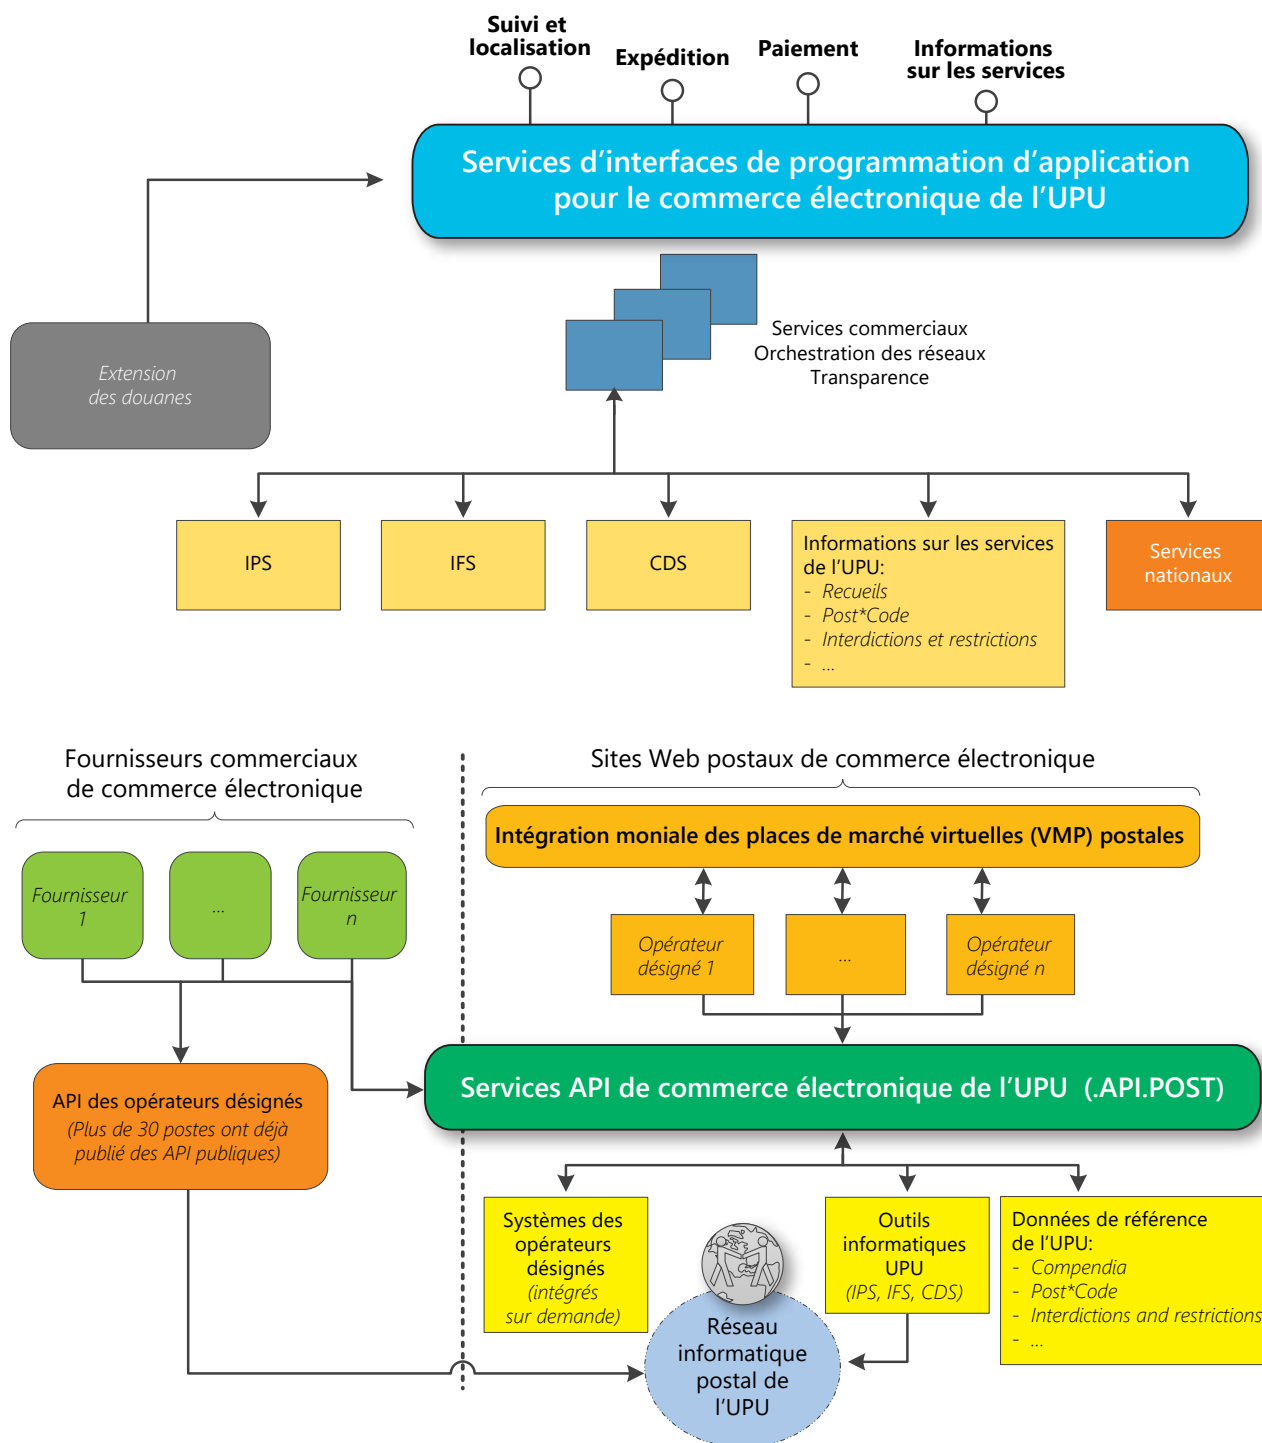 Suivi et
localisation
Expédition
Paiement
Informations
sur les services
Services d’interfaces de programmation d’application
pour le commerce électronique de l’UPU
Services commerciaux
Orchestration des réseaux
Transparence
Extension
des douanes
IPS
IFS
CDS
Informations sur les services
de l’UPU:
- Recueils
- Post*Code
- Interdictions et restrictions
- ...
Services
nationaux
Fournisseurs commerciaux
de commerce électronique
Sites Web postaux de commerce électronique
Intégration moniale des places de marché virtuelles (VMP) postales
Fournisseur
1
...
Fournisseur
n
Opérateur
désigné 1
...
Opérateur
désigné n
Services API de commerce électronique de l’UPU (.API.POST)
API des opérateurs désignés
(Plus de 30 postes ont déjà
publié des API publiques)
Systèmes des
opérateurs
désignés
(intégrés
sur demande)
Outils
informatiques
UPU
(IPS, IFS, CDS)
Données de référence
de l’UPU:
- Compendia
- Post*Code
- Interdictions and restrictions
- ...
Réseau
informatique
postal de
l’UPU